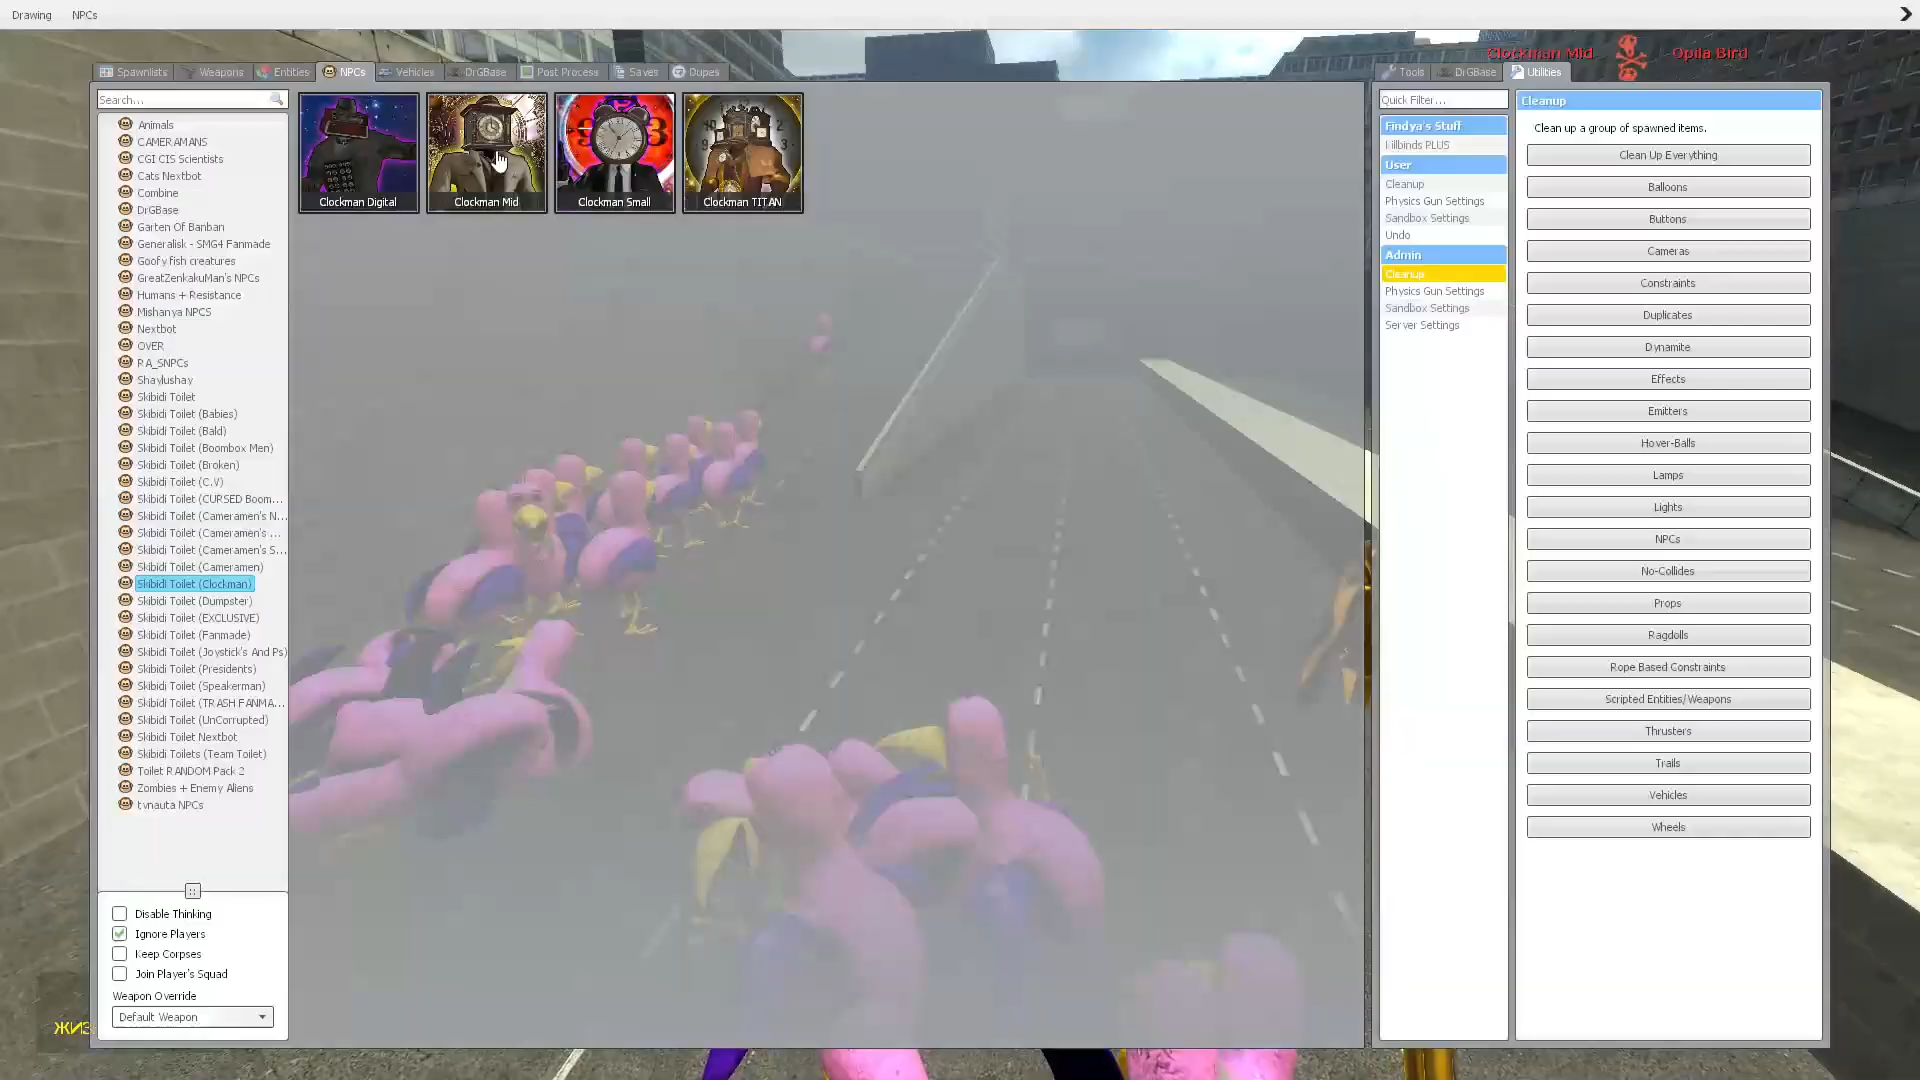 Drawing NPCs
Clockman Mid Opila Bird
Spawnlists Weapons Entities NPCs Vehicles DrGBase Post Process Saves Dupes
Search...
Animals
CAMERAMANS
CGI CIS Scientists
Cats Nextbot
Combine
DrGBase
Garten Of Banban
Generalisk - SMG4 Fanmade
Goofy fish creatures
GreatZenkakuMan's NPCs
Humans + Resistance
Mishanya NPCS
Nextbot
OVER
RA_SNPCs
Shaylushay
Skibidi Toilet
Skibidi Toilet (Babies)
Skibidi Toilet (Bald)
Skibidi Toilet (Boombox Men)
Skibidi Toilet (Broken)
Skibidi Toilet (C.V)
Skibidi Toilet (CURSED Boom...
Skibidi Toilet (Cameramen's N...
Skibidi Toilet (Cameramen's ...
Skibidi Toilet (Cameramen's S...
Skibidi Toilet (Cameramen)
Skibidi Toilet (Clockman)
Skibidi Toilet (Dumpster)
Skibidi Toilet (EXCLUSIVE)
Skibidi Toilet (Fanmade)
Skibidi Toilet (Joystick's And Ps)
Skibidi Toilet (Presidents)
Skibidi Toilet (Speakerman)
Skibidi Toilet (TRASH FANMA...
Skibidi Toilet (UnCorrupted)
Skibidi Toilet Nextbot
Skibidi Toilets (Team Toilet)
Toilet RANDOM Pack 2
Zombies + Enemy Aliens
tvnauta NPCs
Disable Thinking
Ignore Players
Keep Corpses
Join Player's Squad
Weapon Override
Default Weapon
ЖИЗ
Clockman Digital
Clockman Mid
Clockman Small
Clockman TITAN
Tools DrGBase Utilities
Quick Filter...
Findya's Stuff
Killbinds PLUS
User
Cleanup
Physics Gun Settings
Sandbox Settings
Undo
Admin
Cleanup
Physics Gun Settings
Sandbox Settings
Server Settings
Cleanup
Clean up a group of spawned items.
Clean Up Everything
Balloons
Buttons
Cameras
Constraints
Duplicates
Dynamite
Effects
Emitters
Hover-Balls
Lamps
Lights
NPCs
No-Collides
Props
Ragdolls
Rope Based Constraints
Scripted Entities/Weapons
Thrusters
Trails
Vehicles
Wheels